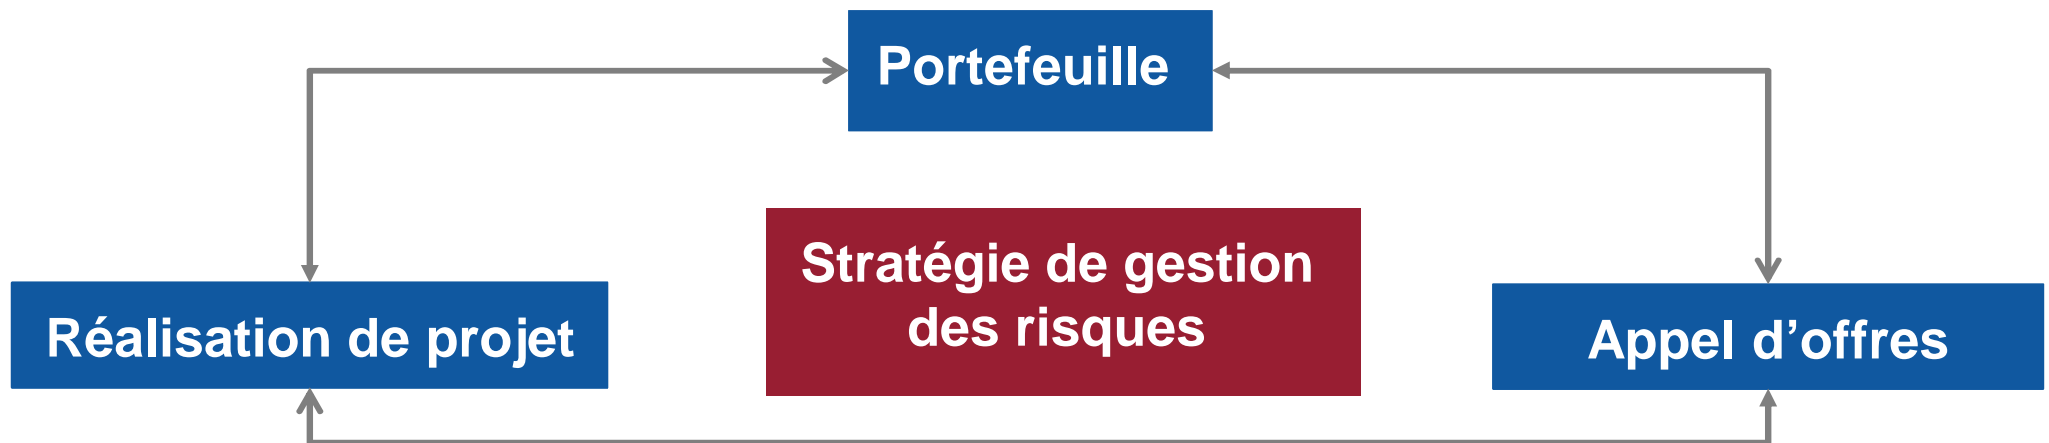 Portefeuille
Stratégie de gestion
des risques
Réalisation de projet
Appel d’offres